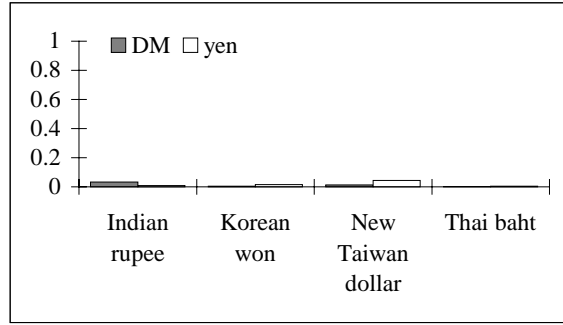 DM yen
1
0.8
0.6
0.4
0.2
0
Indian rupee
Korean won
New Taiwan dollar
Thai baht